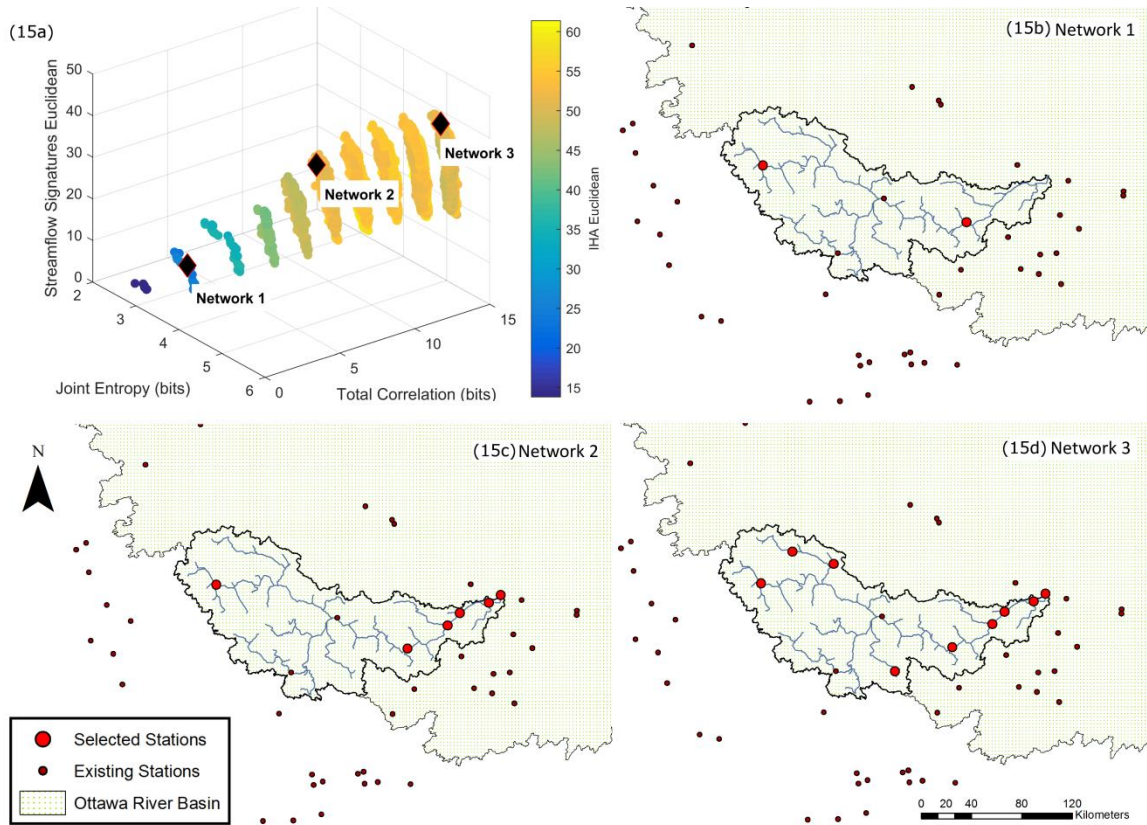 (15a)
Streamflow Signatures Euclidean
50
40
30
20
10
0
2
3
4
5
6
Joint Entropy (bits)
0
5
10
15
Total Correlation (bits)
Network 1
Network 2
Network 3
60
55
50
45
40
35
30
25
20
15
IHA Euclidean
(15b) Network 1
(15c) Network 2
N
(15d) Network 3
Selected Stations
Existing Stations
Ottawa River Basin
0 20 40 80 120
Kilometers